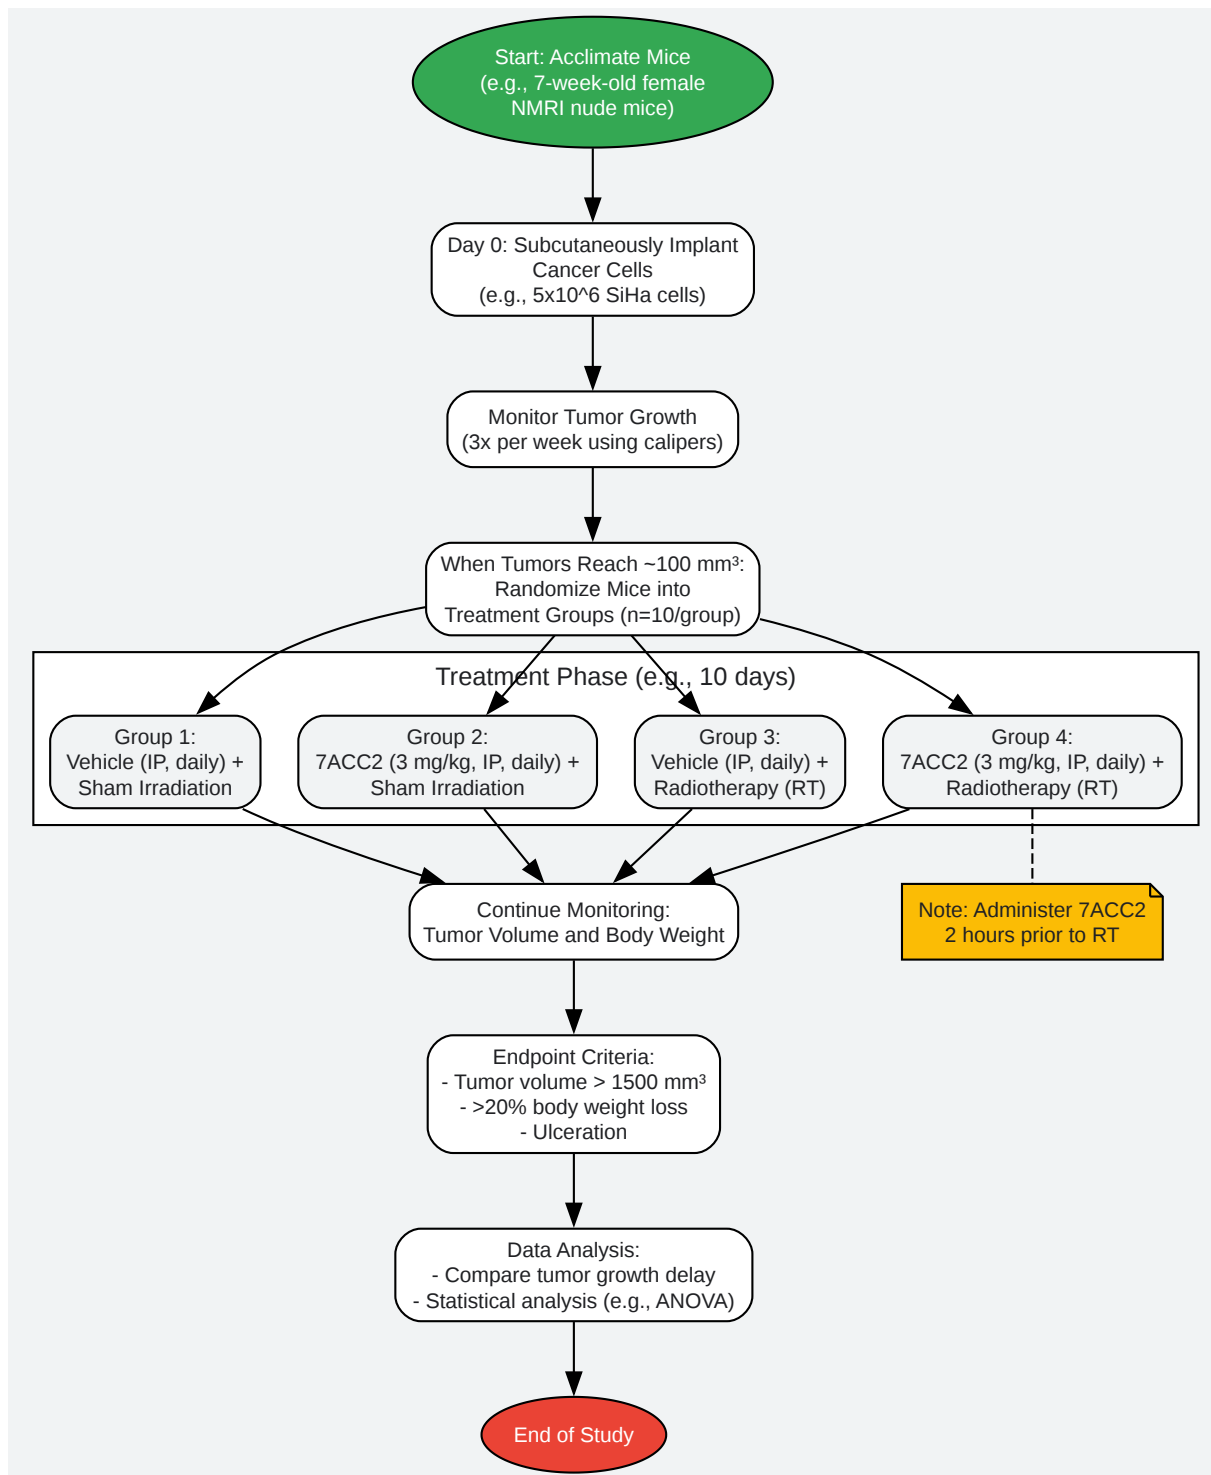 Start: Acclimate Mice
(e.g., 7-week-old female
NMRI nude mice)
Day 0: Subcutaneously Implant
Cancer Cells
(e.g., 5x10^6 SiHa cells)
Monitor Tumor Growth
(3x per week using calipers)
When Tumors Reach ~100 mm³:
Randomize Mice into
Treatment Groups (n=10/group)
Treatment Phase (e.g., 10 days)
Group 1:
Vehicle (IP, daily) +
Sham Irradiation
Group 2:
7ACC2 (3 mg/kg, IP, daily) +
Sham Irradiation
Group 3:
Vehicle (IP, daily) +
Radiotherapy (RT)
Group 4:
7ACC2 (3 mg/kg, IP, daily) +
Radiotherapy (RT)
Continue Monitoring:
Tumor Volume and Body Weight
Note: Administer 7ACC2
2 hours prior to RT
Endpoint Criteria:
- Tumor volume > 1500 mm³
- >20% body weight loss
- Ulceration
Data Analysis:
- Compare tumor growth delay
- Statistical analysis (e.g., ANOVA)
End of Study